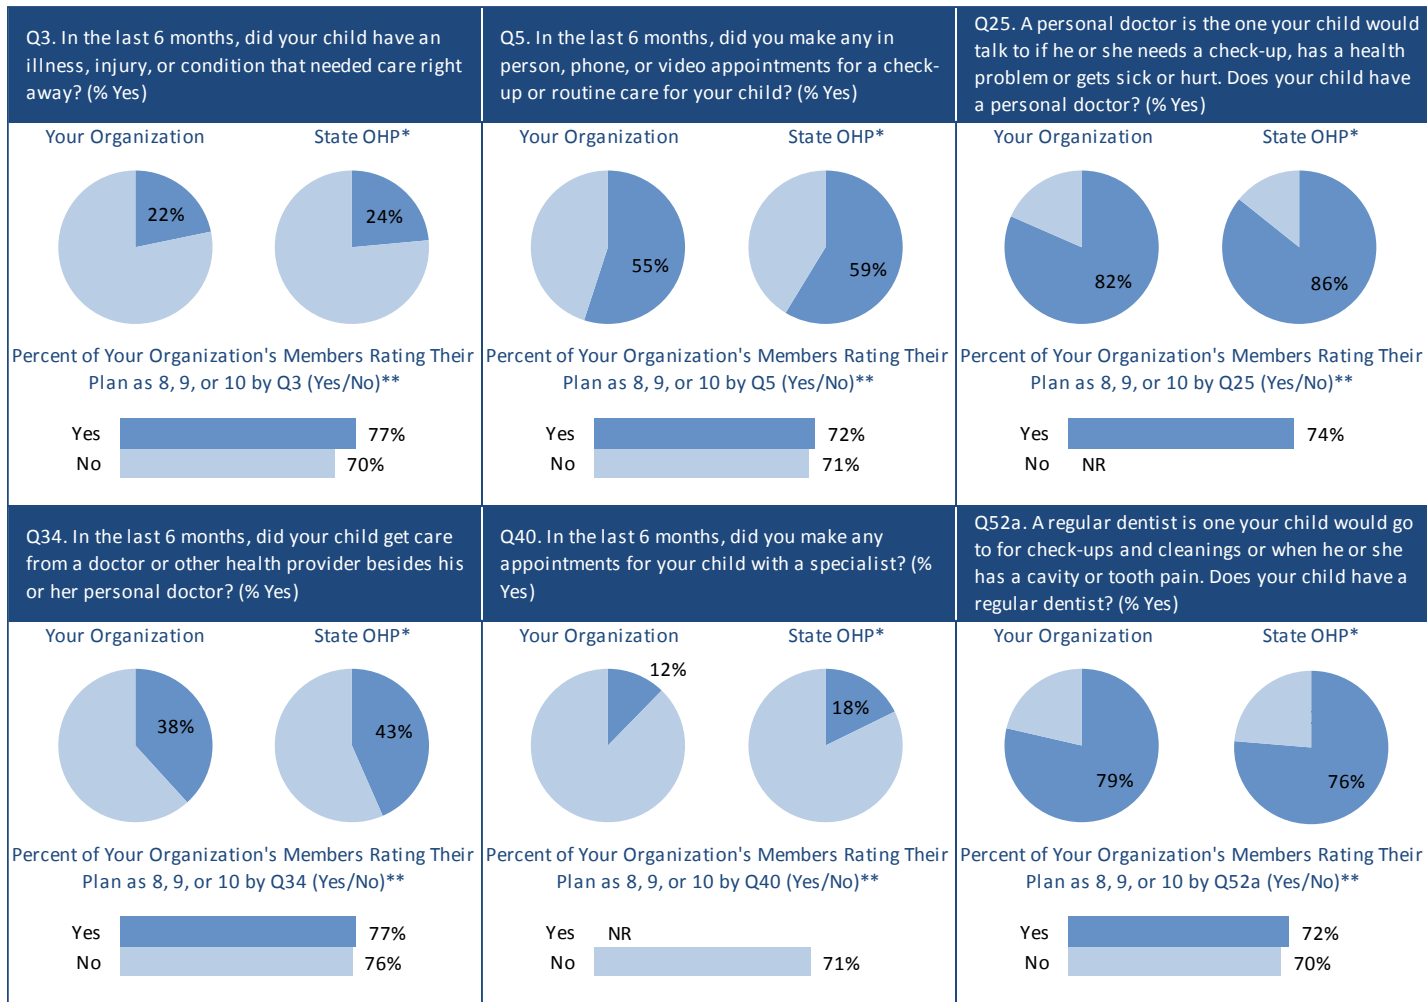 Q3. In the last 6 months, did your child have an
illness, injury, or condition that needed care right
away? (% Yes)
Q5. In the last 6 months, did you make any in
person, phone, or video appointments for a check-
up or routine care for your child? (% Yes)
Q25. A personal doctor is the one your child would
talk to if he or she needs a check-up, has a health
problem or gets sick or hurt. Does your child have
a personal doctor? (% Yes)
Your Organization
State OHP*
22%
24%
Your Organization
State OHP*
55%
59%
Your Organization
State OHP*
82%
86%
Percent of Your Organization's Members Rating Their
Plan as 8, 9, or 10 by Q3 (Yes/No)**
Yes 77%
No 70%
Percent of Your Organization's Members Rating Their
Plan as 8, 9, or 10 by Q5 (Yes/No)**
Yes 72%
No 71%
Percent of Your Organization's Members Rating Their
Plan as 8, 9, or 10 by Q25 (Yes/No)**
Yes 74%
No NR
Q34. In the last 6 months, did your child get care
from a doctor or other health provider besides his
or her personal doctor? (% Yes)
Q40. In the last 6 months, did you make any
appointments for your child with a specialist? (%
Yes)
Q52a. A regular dentist is one your child would go
to for check-ups and cleanings or when he or she
has a cavity or tooth pain. Does your child have a
regular dentist? (% Yes)
Your Organization
State OHP*
38%
43%
Your Organization
State OHP*
12%
18%
Your Organization
State OHP*
79%
76%
Percent of Your Organization's Members Rating Their
Plan as 8, 9, or 10 by Q34 (Yes/No)**
Yes 77%
No 76%
Percent of Your Organization's Members Rating Their
Plan as 8, 9, or 10 by Q40 (Yes/No)**
Yes NR
No 71%
Percent of Your Organization's Members Rating Their
Plan as 8, 9, or 10 by Q52a (Yes/No)**
Yes 72%
No 70%